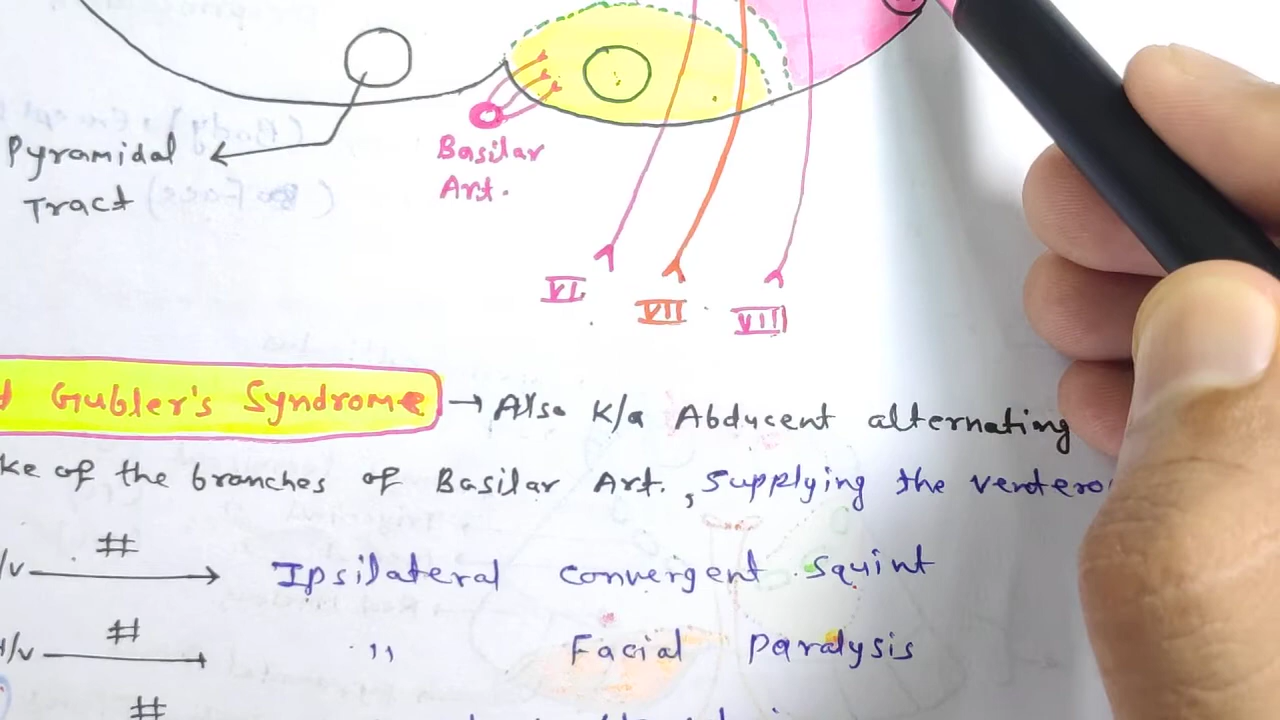 Pyramidal
Tract
Basilar
Art.
VI
VII
VIII
Gubler's Syndrome → Also K/a Abducent alternating
of the branches of Basilar Art., supplying the
# Ipsilateral convergent squint
# ,, Facial paralysis
#
(Body)